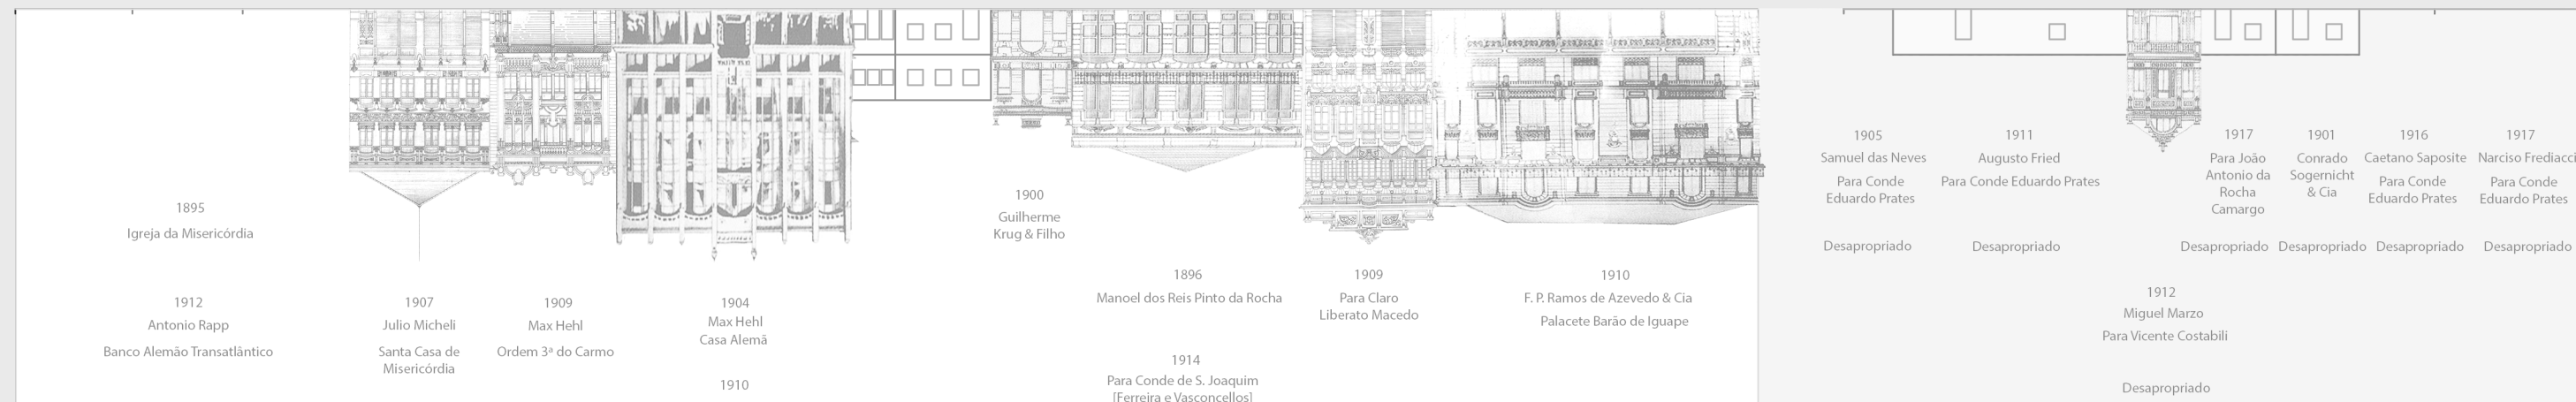 1895
Igreja da Misericórdia
1912
Antonio Rapp
Banco Alemão Transatlântico
1907
Julio Micheli
Santa Casa de
Misericórdia
1909
Max Hehl
Ordem 3ª do Carmo
1904
Max Hehl
Casa Alemã
1910
1900
Guilherme
Krug & Filho
1896
Manoel dos Reis Pinto da Rocha
1914
Para Conde de S. Joaquim
[Ferreira e Vasconcellos]
1909
Para Claro
Liberato Macedo
1910
F. P. Ramos de Azevedo & Cia
Palacete Barão de Iguape
1905
Samuel das Neves
Para Conde
Eduardo Prates
Desapropriado
1911
Augusto Fried
Para Conde Eduardo Prates
Desapropriado
1912
Miguel Marzo
Para Vicente Costabili
Desapropriado
1917
Para João
Antonio da
Rocha
Camargo
Desapropriado
1901
Conrado
Sogernicht
& Cia
Desapropriado
1916
Caetano Saposite
Para Conde
Eduardo Prates
Desapropriado
1917
Narciso Frediacci
Para Conde
Eduardo Prates
Desapropriado